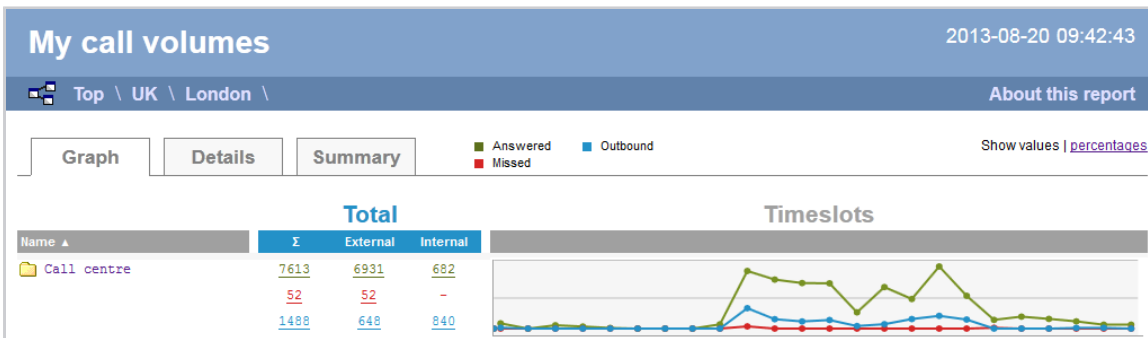 My call volumes 2013-08-20 09:42:43
Top \ UK \ London \ About this report
Graph Details Summary Answered Outbound Show values | percentages
Missed
Total Timeslots
Name ▲ Σ External Internal
Call centre 7613 6931 682
52 52 -
1488 648 840